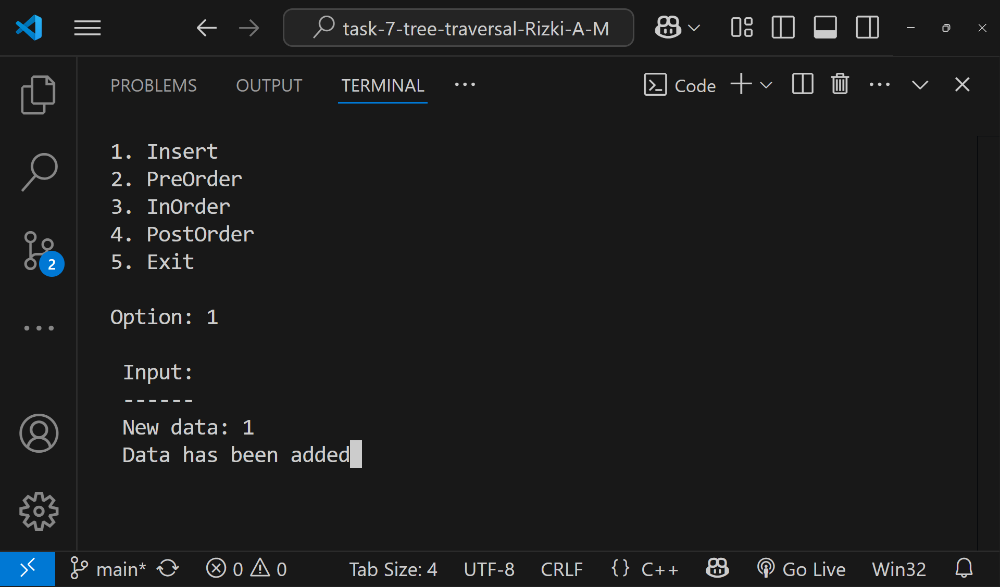 task-7-tree-traversal-Rizki-A-M
PROBLEMS OUTPUT TERMINAL ... Code
1. Insert
2. PreOrder
3. InOrder
4. PostOrder
5. Exit
Option: 1
Input:
------
New data: 1
Data has been added
2
main* 0 0 Tab Size: 4 UTF-8 CRLF {} C++ Go Live Win32